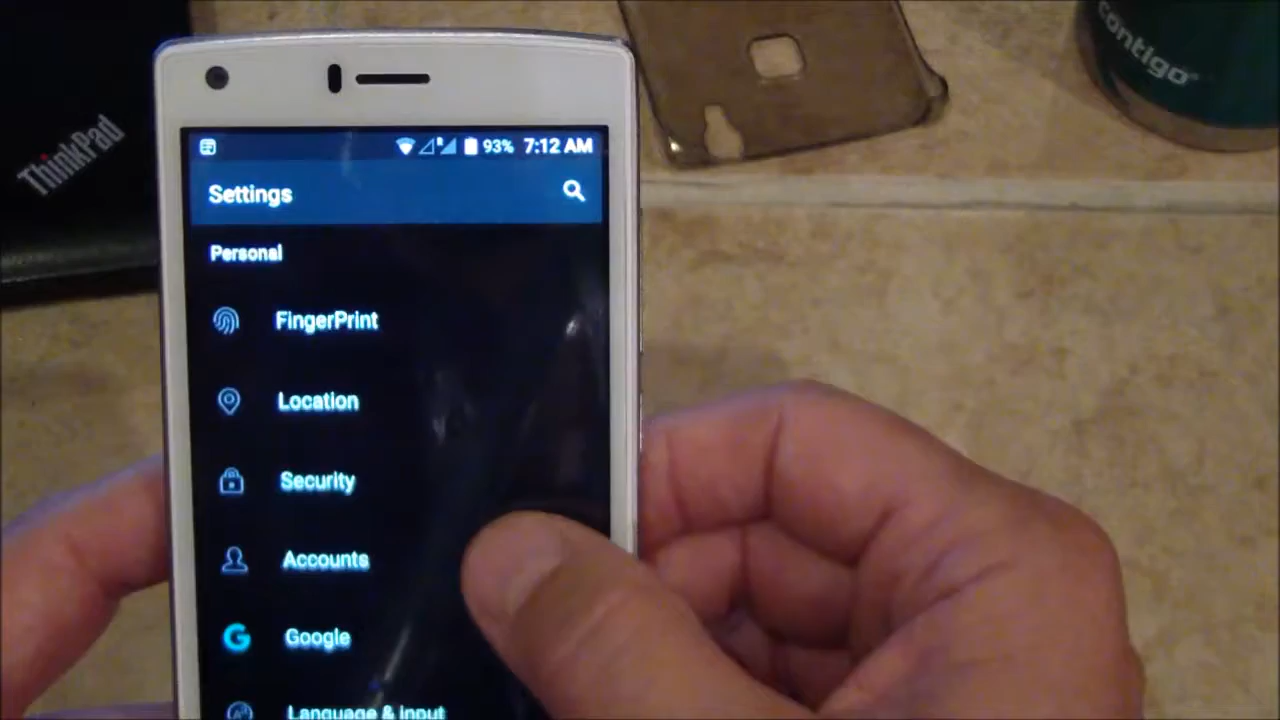 ThinkPad
contigo
93% 7:12 AM
Settings
Personal
FingerPrint
Location
Security
Accounts
Google
Language & input